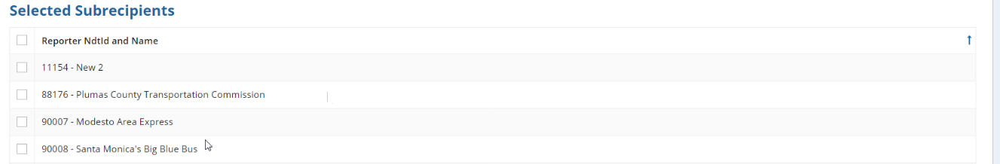 Selected Subrecipients
Reporter NdtId and Name
11154 - New 2
88176 - Plumas County Transportation Commission
90007 - Modesto Area Express
90008 - Santa Monica's Big Blue Bus